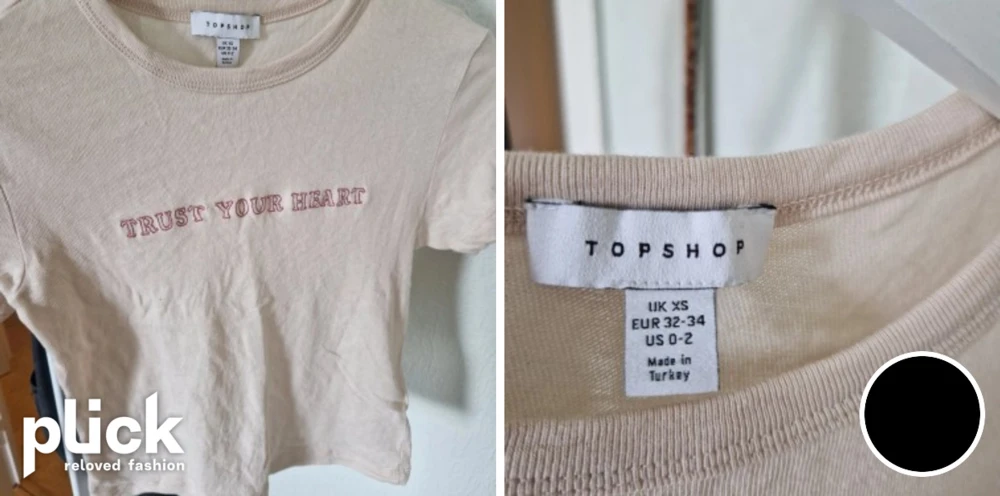 TOPSHOP
TRUST YOUR HEART
plick
reloved fashion
TOPSHOP
UK XS
EUR 32-34
US 0-2
Made in
Turkey